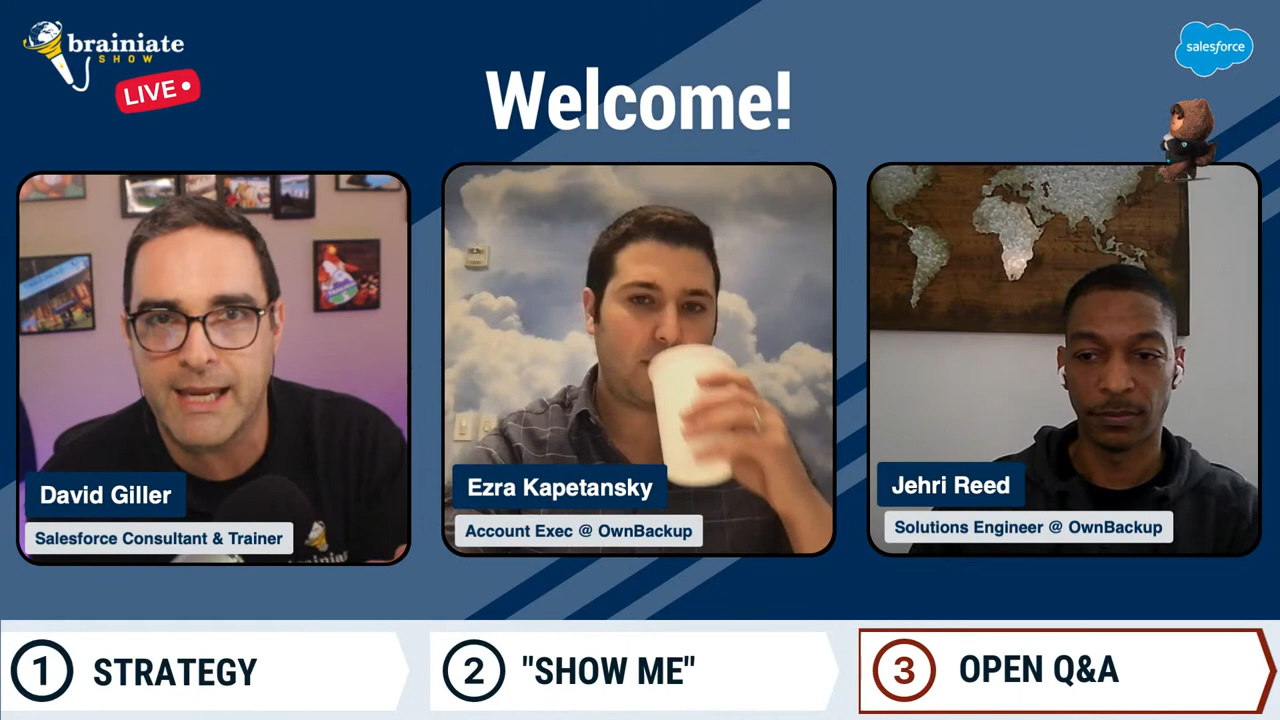 brainiate
SHOW
LIVE
salesforce
Welcome!
David Giller
Salesforce Consultant & Trainer
Ezra Kapetansky
Account Exec @ OwnBackup
Jehri Reed
Solutions Engineer @ OwnBackup
1 STRATEGY
2 "SHOW ME"
3 OPEN Q&A